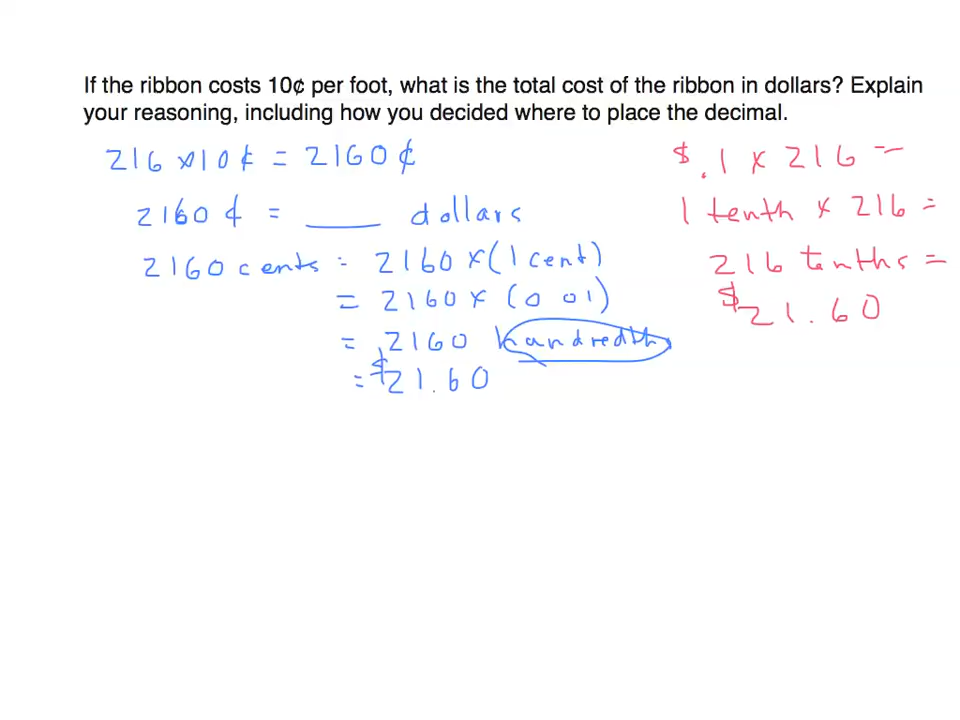 If the ribbon costs 10¢ per foot, what is the total cost of the ribbon in dollars? Explain
your reasoning, including how you decided where to place the decimal.
216 x 10 ¢ = 2160 ¢
2160 ¢ = ____ dollars
2160 cents = 2160 x (1 cent)
= 2160 x (0 01)
= 2160 hundredths
= $21.60
$ .1 x 216 =
1 tenth x 216 =
216 tenths =
$21.60